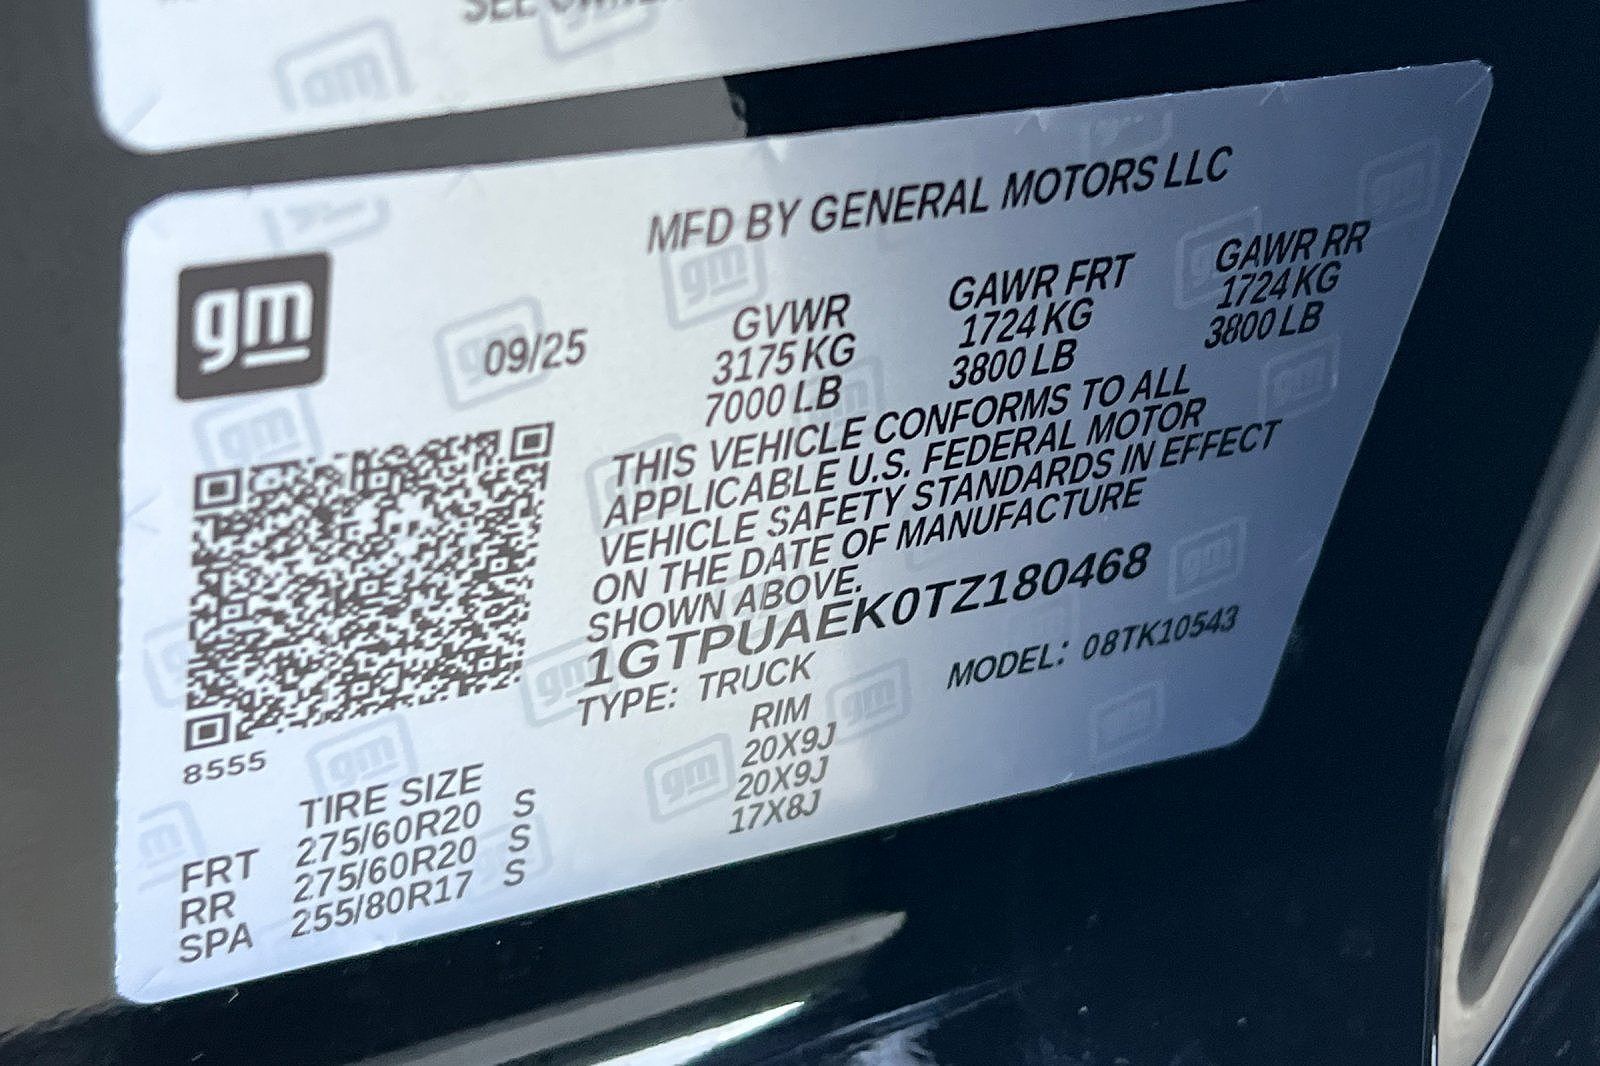 gm
MFD BY GENERAL MOTORS LLC
09/25
GVWR GAWR FRT GAWR RR
3175 KG 1724 KG 1724 KG
7000 LB 3800 LB 3800 LB
THIS VEHICLE CONFORMS TO ALL
APPLICABLE U.S. FEDERAL MOTOR
VEHICLE SAFETY STANDARDS IN EFFECT
ON THE DATE OF MANUFACTURE
SHOWN ABOVE.
1GTPUAEK0TZ180468
TYPE: TRUCK MODEL: 08TK10543
8555
TIRE SIZE RIM
FRT 275/60R20 S 20X9J
RR 275/60R20 S 20X9J
SPA 255/80R17 S 17X8J